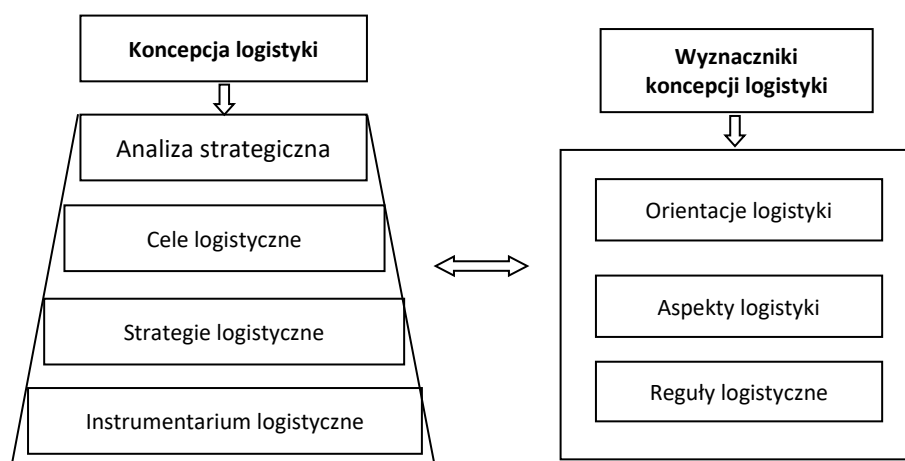 Koncepcja logistyki
Analiza strategiczna
Cele logistyczne
Strategie logistyczne
Instrumentarium logistyczne
Wyznaczniki
koncepcji logistyki
Orientacje logistyki
Aspekty logistyki
Reguły logistyczne